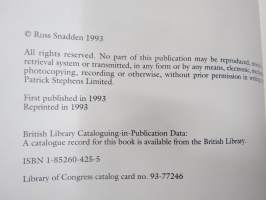 © Russ Snadden 1993
All rights reserved. No part of this publication may be reproduced,
retrieval system or transmitted, in any form or by any means, electronic,
photocopying, recording or otherwise, without prior permission in
Patrick Stephens Limited.
First published in 1993
Reprinted in 1993
British Library Cataloguing-in-Publication Data:
A catalogue record for this book is available from the British Library.
ISBN 1-85260-425-5
Library of Congress catalog card no. 93-77246